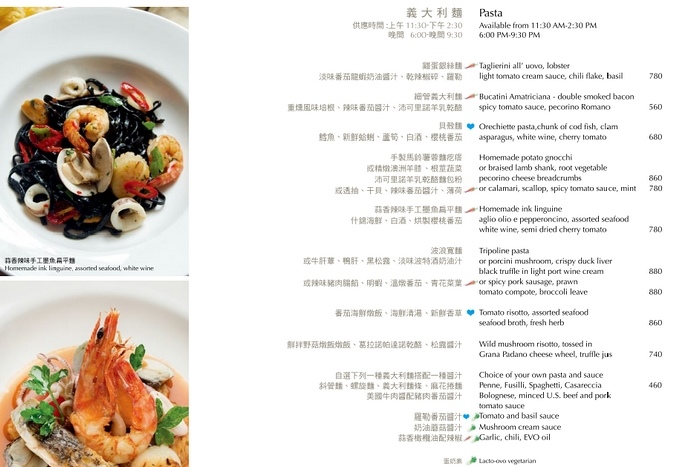 義大利麵 Pasta
供應時間:上午 11:30-下午 2:30 Available from 11:30 AM-2:30 PM
晚間 6:00-晚間 9:30 6:00 PM-9:30 PM
雞蛋銀絲麵 Taglierini all' uovo, lobster
淡味番茄龍蝦奶油醬汁、乾辣椒碎、羅勒 light tomato cream sauce, chili flake, basil 780
細管義大利麵 Bucatini Amatriciana - double smoked bacon
重燻風味培根、辣味番茄醬汁、沛可里諾羊乳乾酪 spicy tomato sauce, pecorino Romano 560
貝殼麵 Orechiette pasta,chunk of cod fish, clam
鱈魚、新鮮蛤蜊、蘆筍、白酒、櫻桃番茄 asparagus, white wine, cherry tomato 680
手製馬鈴薯蓉麵疙瘩 Homemade potato gnocchi
或精燉澳洲羊膝、根莖蔬菜 or braised lamb shank, root vegetable
沛可里諾羊乳乾酪麵包粉 pecorino cheese breadcrumbs 860
或透抽、干貝、辣味番茄醬汁、薄荷 or calamari, scallop, spicy tomato sauce, mint 780
蒜香辣味手工墨魚扁平麵 Homemade ink linguine
什錦海鮮、白酒、烘製櫻桃番茄 aglio olio e pepperoncino, assorted seafood
white wine, semi dried cherry tomato 780
波浪寬麵 Tripoline pasta
或牛肝蕈、鴨肝、黑松露、淡味波特酒奶油汁 or porcini mushroom, crispy duck liver
black truffle in light port wine cream 880
或辣味豬肉腸餡、明蝦、溫燉番茄、青花菜葉 or spicy pork sausage, prawn
tomato compote, broccoli leave 880
番茄海鮮燉飯、海鮮清湯、新鮮香草 Tomato risotto, assorted seafood
seafood broth, fresh herb 860
鮮拌野菇燉飯燉飯、葛拉諾帕達諾乾酪、松露醬汁 Wild mushroom risotto, tossed in
Grana Padano cheese wheel, truffle jus 740
自選下列一種義大利麵搭配一種醬汁 Choice of your own pasta and sauce
斜管麵、螺旋麵、義大利麵條、麻花捲麵 Penne, Fusilli, Spaghetti, Casareccia 460
美國牛肉醬配豬肉番茄醬汁 Bolognese, minced U.S. beef and pork
tomato sauce
羅勒番茄醬汁 Tomato and basil sauce
奶油蘑菇醬汁 Mushroom cream sauce
蒜香橄欖油配辣椒 Garlic, chili, EVO oil
蛋奶素 Lacto-ovo vegetarian
蒜香辣味手工墨魚扁平麵
Homemade ink linguine, assorted seafood, white wine